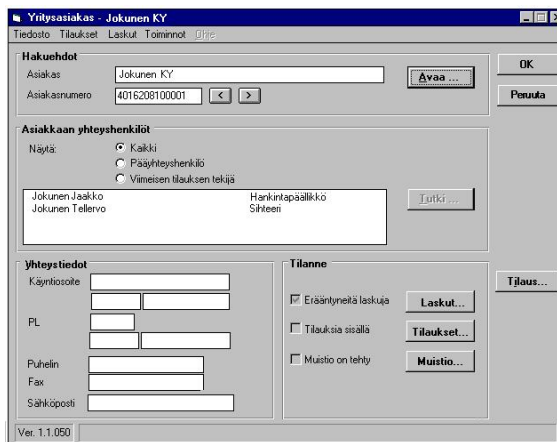 Yritysasiakas - Jokunen KY
Tiedosto Tilaukset Laskut Toiminnot Ohje
Hakuehdot
Asiakas Jokunen KY Avaa ...
Asiakasnumero 4016208100001 < >
OK
Peruuta
Asiakkaan yhteyshenkilöt
Näytä: Kaikki
Pääyhteyshenkilö
Viimeisen tilauksen tekijä
Jokunen Jaakko Hankintapäällikkö
Jokunen Tellervo Sihteeri
Tutki ...
Yhteystiedot
Käyntiosoite
PL
Puhelin
Fax
Sähköposti
Tilanne
Erääntyneitä laskuja Laskut...
Tilauksia sisällä Tilaukset...
Muistio on tehty Muistio...
Tilaus...
Ver. 1.1.050